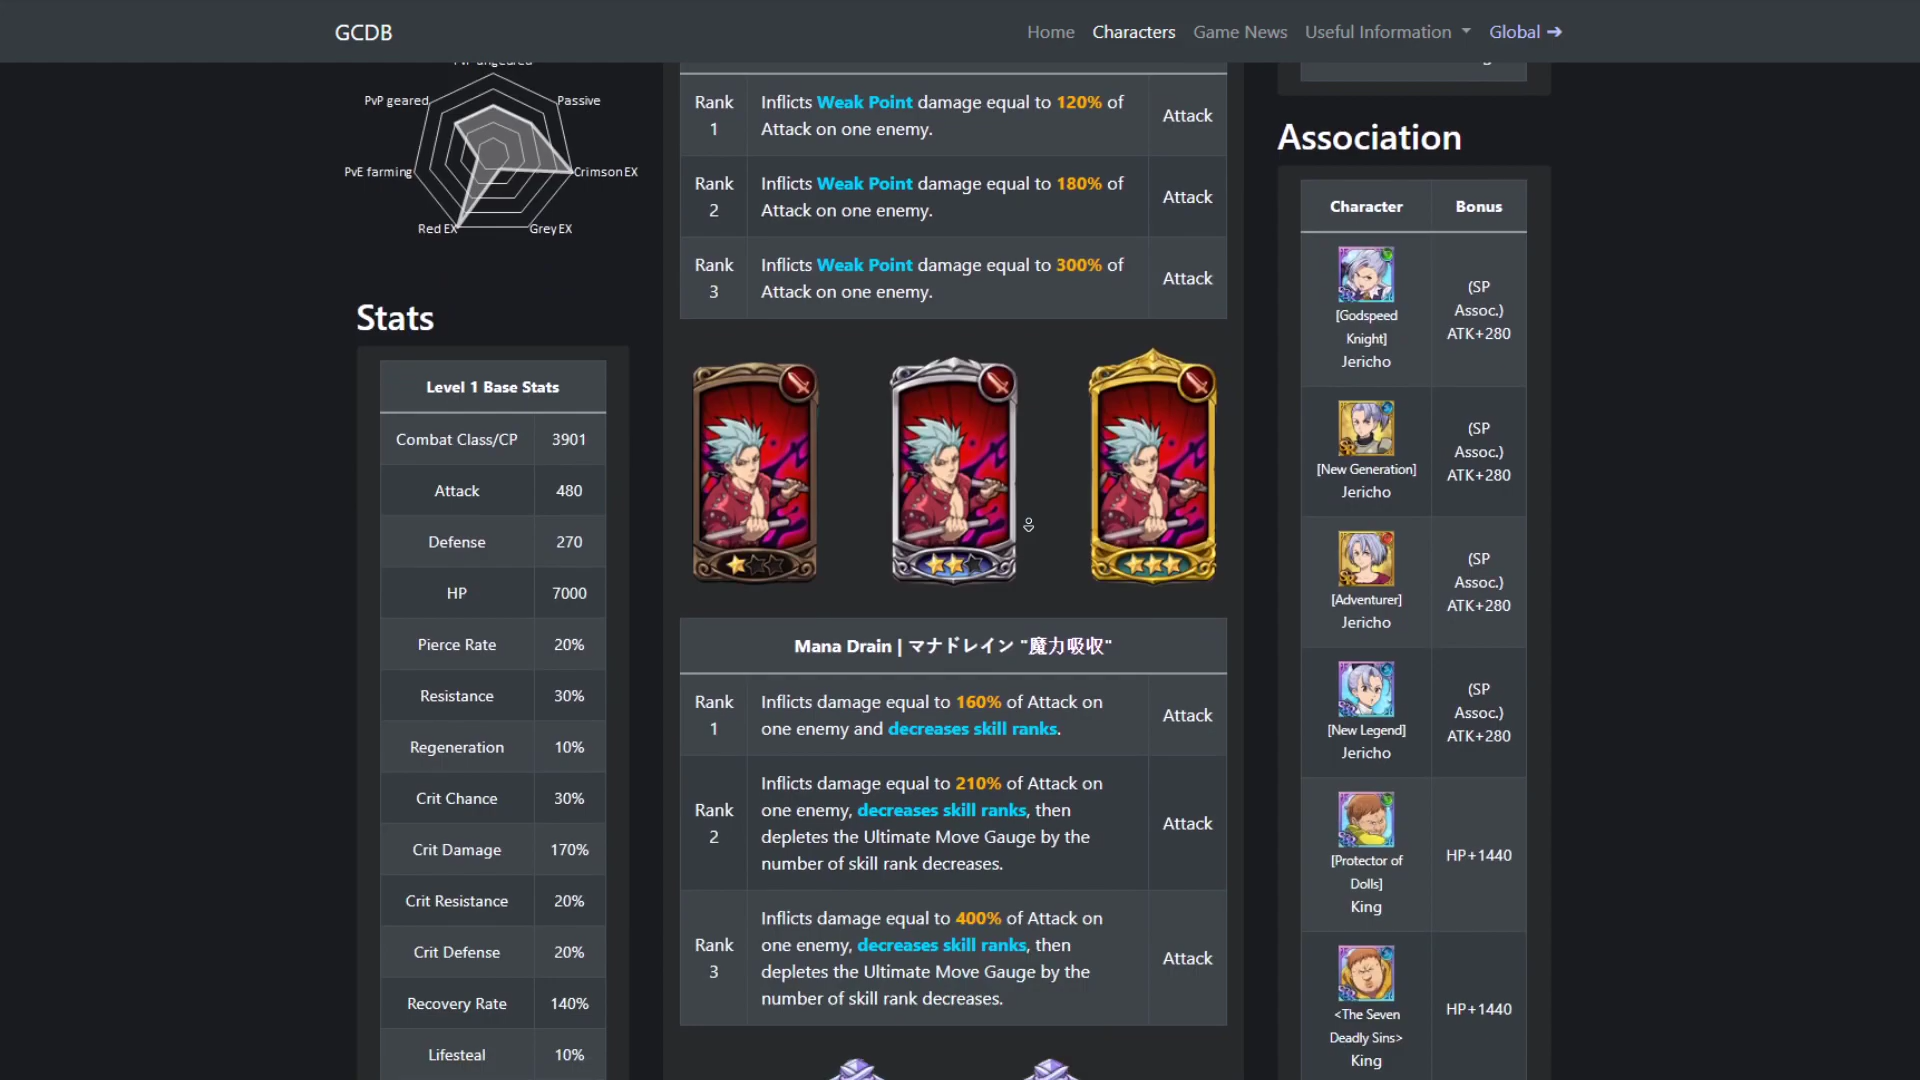 GCDB
Home
Characters
Game News
Useful Information
Global
PvP ungeared
PvP geared
Passive
PvE farming
Crimson EX
Red EX
Grey EX
Stats
Level 1 Base Stats
Combat Class/CP 3901
Attack 480
Defense 270
HP 7000
Pierce Rate 20%
Resistance 30%
Regeneration 10%
Crit Chance 30%
Crit Damage 170%
Crit Resistance 20%
Crit Defense 20%
Recovery Rate 140%
Lifesteal 10%
Rank
1
Inflicts Weak Point damage equal to 120% of
Attack on one enemy.
Attack
Rank
2
Inflicts Weak Point damage equal to 180% of
Attack on one enemy.
Attack
Rank
3
Inflicts Weak Point damage equal to 300% of
Attack on one enemy.
Attack
Mana Drain | マナドレイン "魔力吸収"
Rank
1
Inflicts damage equal to 160% of Attack on
one enemy and decreases skill ranks.
Attack
Rank
2
Inflicts damage equal to 210% of Attack on
one enemy, decreases skill ranks, then
depletes the Ultimate Move Gauge by the
number of skill rank decreases.
Attack
Rank
3
Inflicts damage equal to 400% of Attack on
one enemy, decreases skill ranks, then
depletes the Ultimate Move Gauge by the
number of skill rank decreases.
Attack
Association
Character Bonus
SR
[Godspeed
Knight]
Jericho
(SP
Assoc.)
ATK+280
SR
[New Generation]
Jericho
(SP
Assoc.)
ATK+280
SR
[Adventurer]
Jericho
(SP
Assoc.)
ATK+280
[New Legend]
Jericho
(SP
Assoc.)
ATK+280
[Protector of
Dolls]
King
HP+1440
<The Seven
Deadly Sins>
King
HP+1440